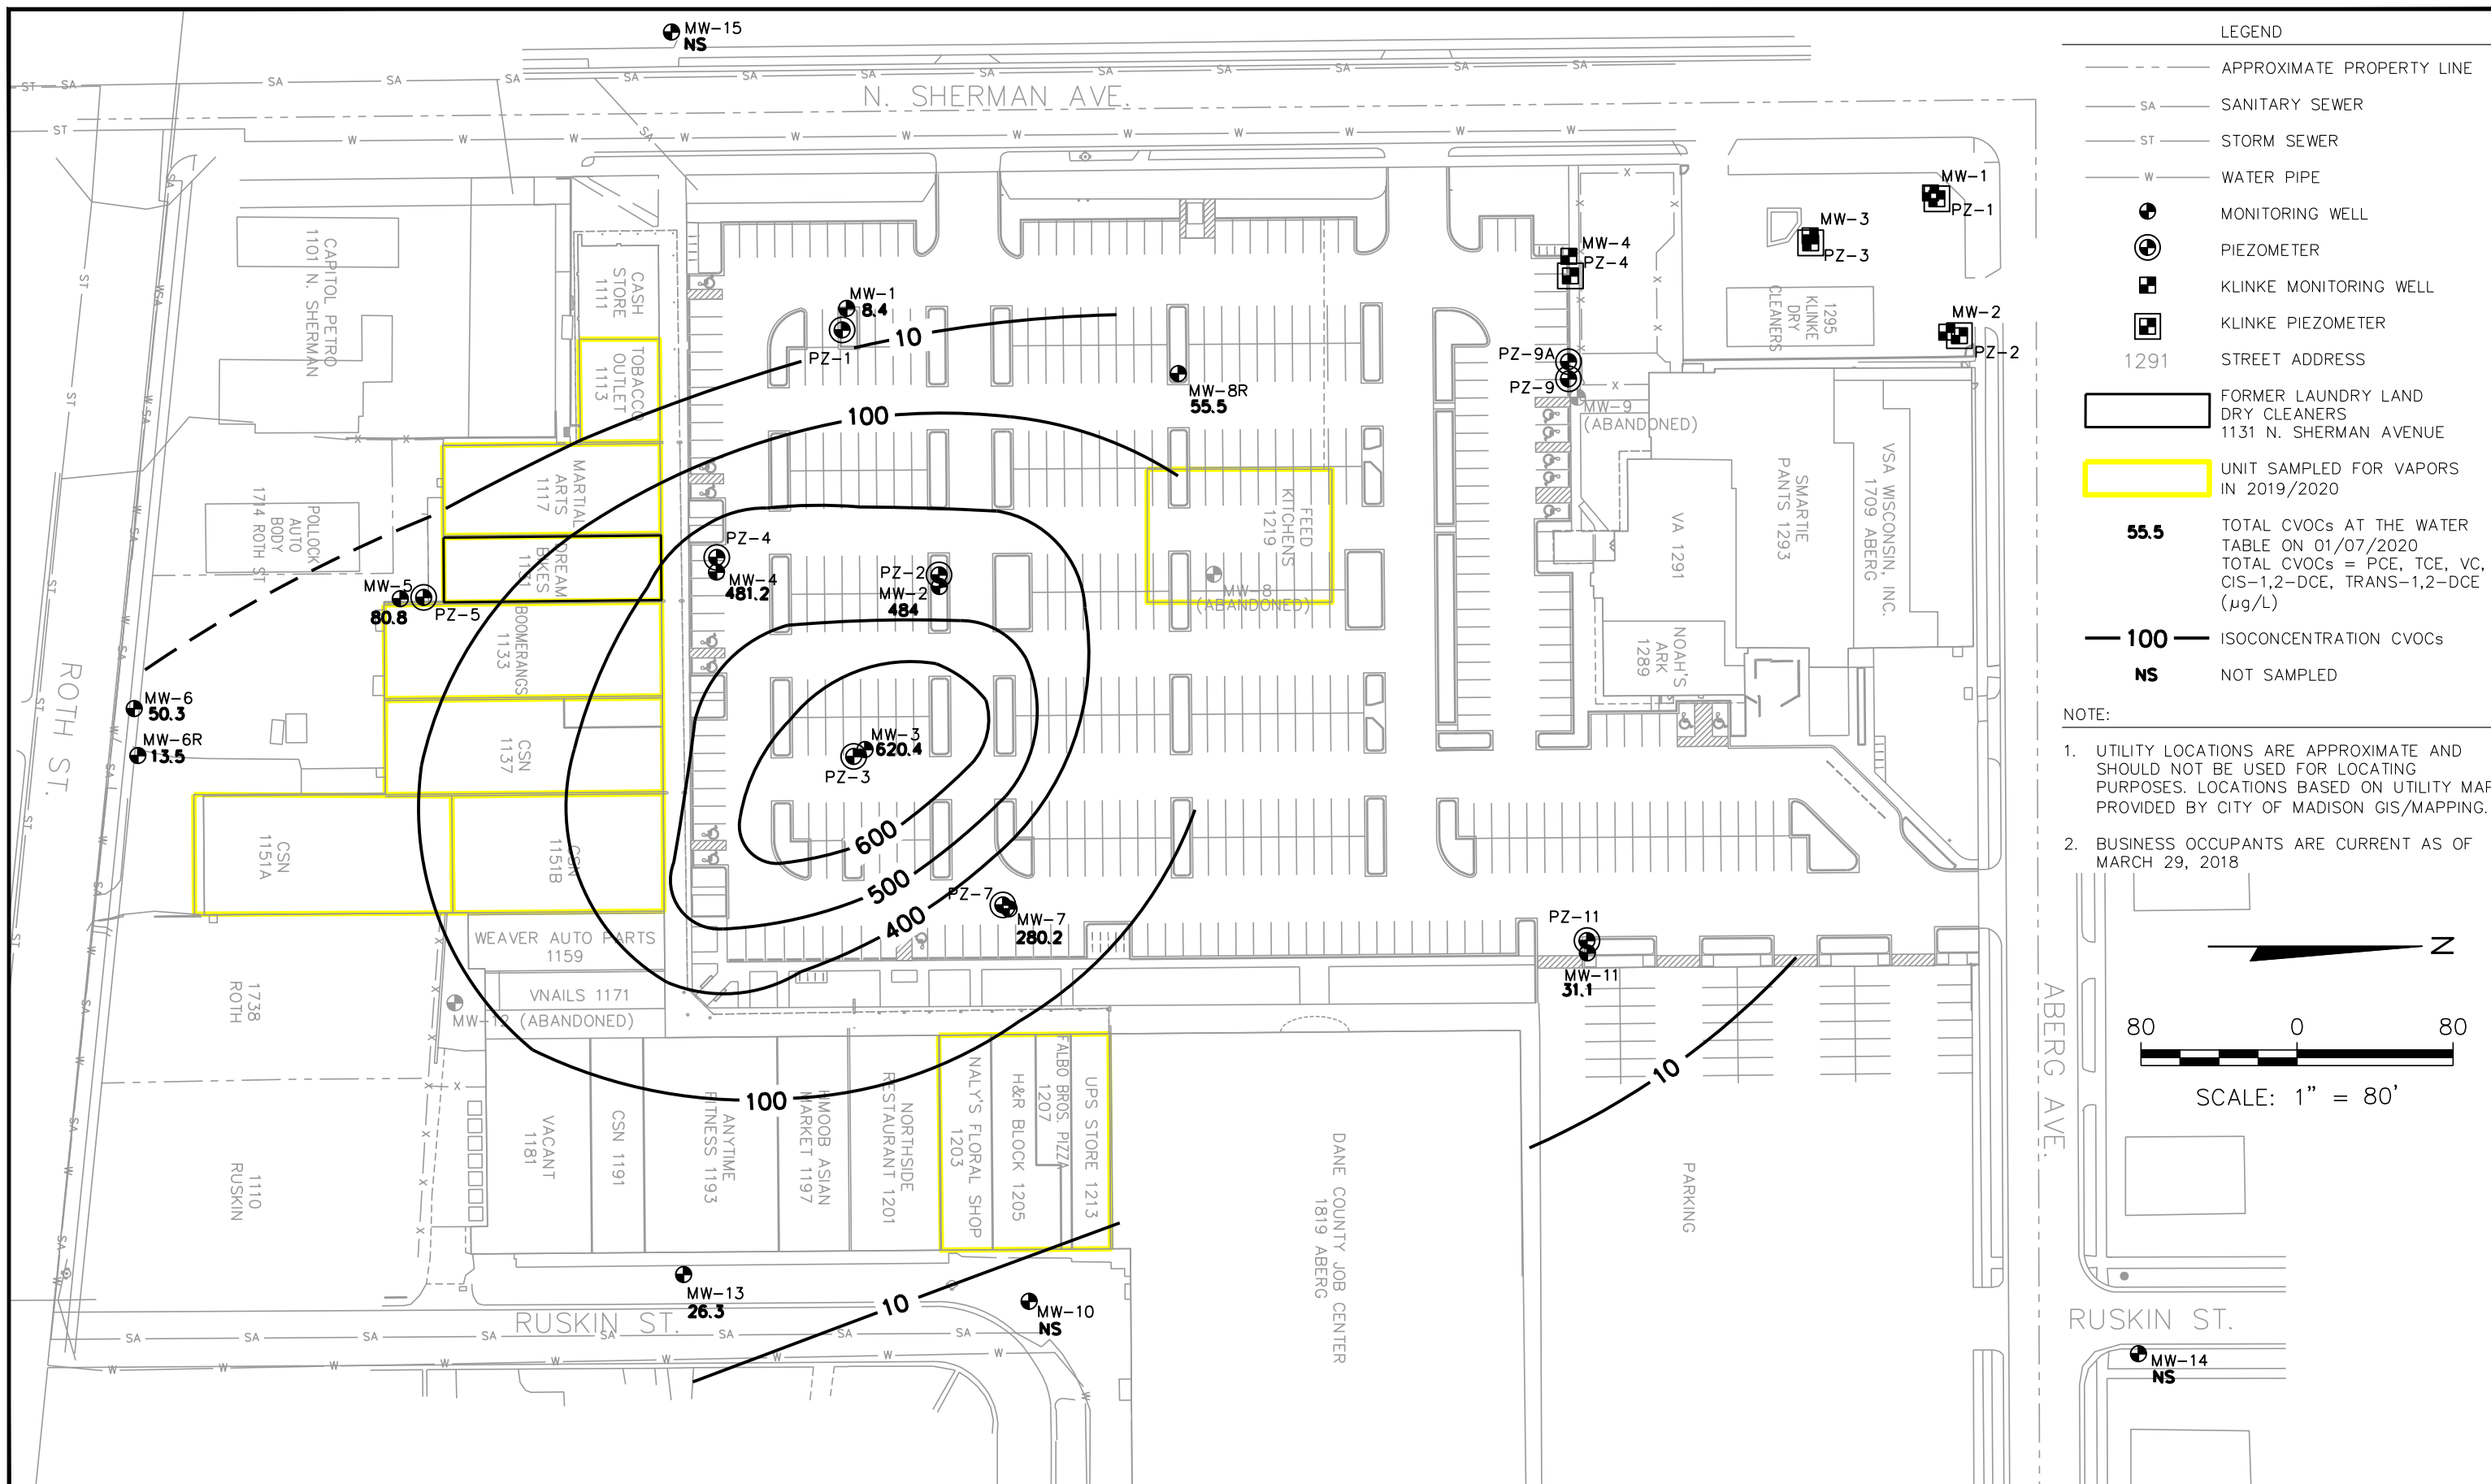 MW-15
NS
N. SHERMAN AVE.
LEGEND
APPROXIMATE PROPERTY LINE
SA
SANITARY SEWER
ST
STORM SEWER
W
WATER PIPE
MONITORING WELL
PIEZOMETER
KLINKE MONITORING WELL
KLINKE PIEZOMETER
1291
STREET ADDRESS
FORMER LAUNDRY LAND
DRY CLEANERS
1131 N. SHERMAN AVENUE
UNIT SAMPLED FOR VAPORS
IN 2019/2020
55.5
TOTAL CVOCs AT THE WATER
TABLE ON 01/07/2020
TOTAL CVOCs = PCE, TCE, VC,
CIS-1,2-DCE, TRANS-1,2-DCE
(µg/L)
100
ISOCONCENTRATION CVOCs
NS
NOT SAMPLED
NOTE:
1. UTILITY LOCATIONS ARE APPROXIMATE AND
SHOULD NOT BE USED FOR LOCATING
PURPOSES. LOCATIONS BASED ON UTILITY MAP
PROVIDED BY CITY OF MADISON GIS/MAPPING.
2. BUSINESS OCCUPANTS ARE CURRENT AS OF
MARCH 29, 2018
N
80 0 80
SCALE: 1" = 80'
CAPITOL PETRO
1101 N. SHERMAN
CASH
STORE
1111
TOBACCO
OUTLET
1113
MARTIAL
ARTS
1117
DREAM
BIKES
1131
BOOMERANGS
1133
CSN
1137
CSN
1151A
CSN
1151B
POLLOCK
AUTO
BODY
1714 ROTH ST
WEAVER AUTO PARTS
1159
VNAILS 1171
MW-12 (ABANDONED)
1738
ROTH
1110
RUSKIN
VACANT
1181
CSN 1191
ANYTIME
FITNESS 1193
HMOOB ASIAN
MARKET 1197
NORTHSIDE
RESTAURANT 1201
NALY'S FLORAL SHOP
1203
H&R BLOCK 1205
FALBO BROS. PIZZA
1207
UPS STORE 1213
DANE COUNTY JOB CENTER
1819 ABERG
PARKING
FEED
KITCHENS
1219
MW-8
(ABANDONED)
MW-9
(ABANDONED)
VA 1291
NOAH'S
ARK
1289
SMARTIE
PANTS 1293
VSA WISCONSIN, INC.
1709 ABERG
1295
KLINKE
DRY
CLEANERS
MW-1
PZ-1
MW-3
PZ-3
MW-4
PZ-4
MW-2
PZ-2
PZ-9A
PZ-9
MW-1
8.4
PZ-1
10
MW-8R
55.5
100
PZ-4
MW-4
481.2
PZ-2
MW-2
484
MW-5
80.8
PZ-5
MW-6
50.3
MW-6R
13.5
MW-3
620.4
PZ-3
600
500
400
PZ-7
MW-7
280.2
PZ-11
MW-11
31.1
10
100
MW-13
26.3
10
MW-10
NS
MW-14
NS
ROTH ST.
RUSKIN ST.
ABERG AVE.
RUSKIN ST.